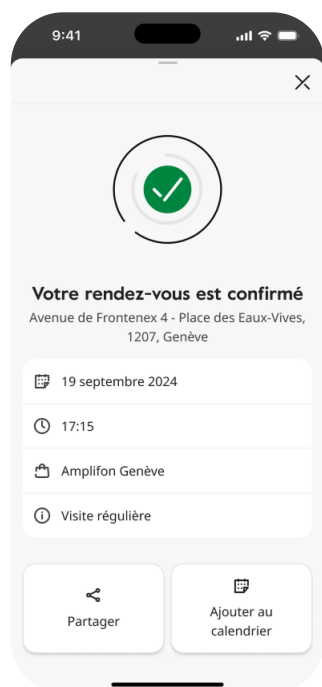 9:41
Votre rendez-vous est confirmé
Avenue de Frontenex 4 - Place des Eaux-Vives,
1207, Genève
19 septembre 2024
17:15
Amplifon Genève
Visite régulière
Partager
Ajouter au
calendrier